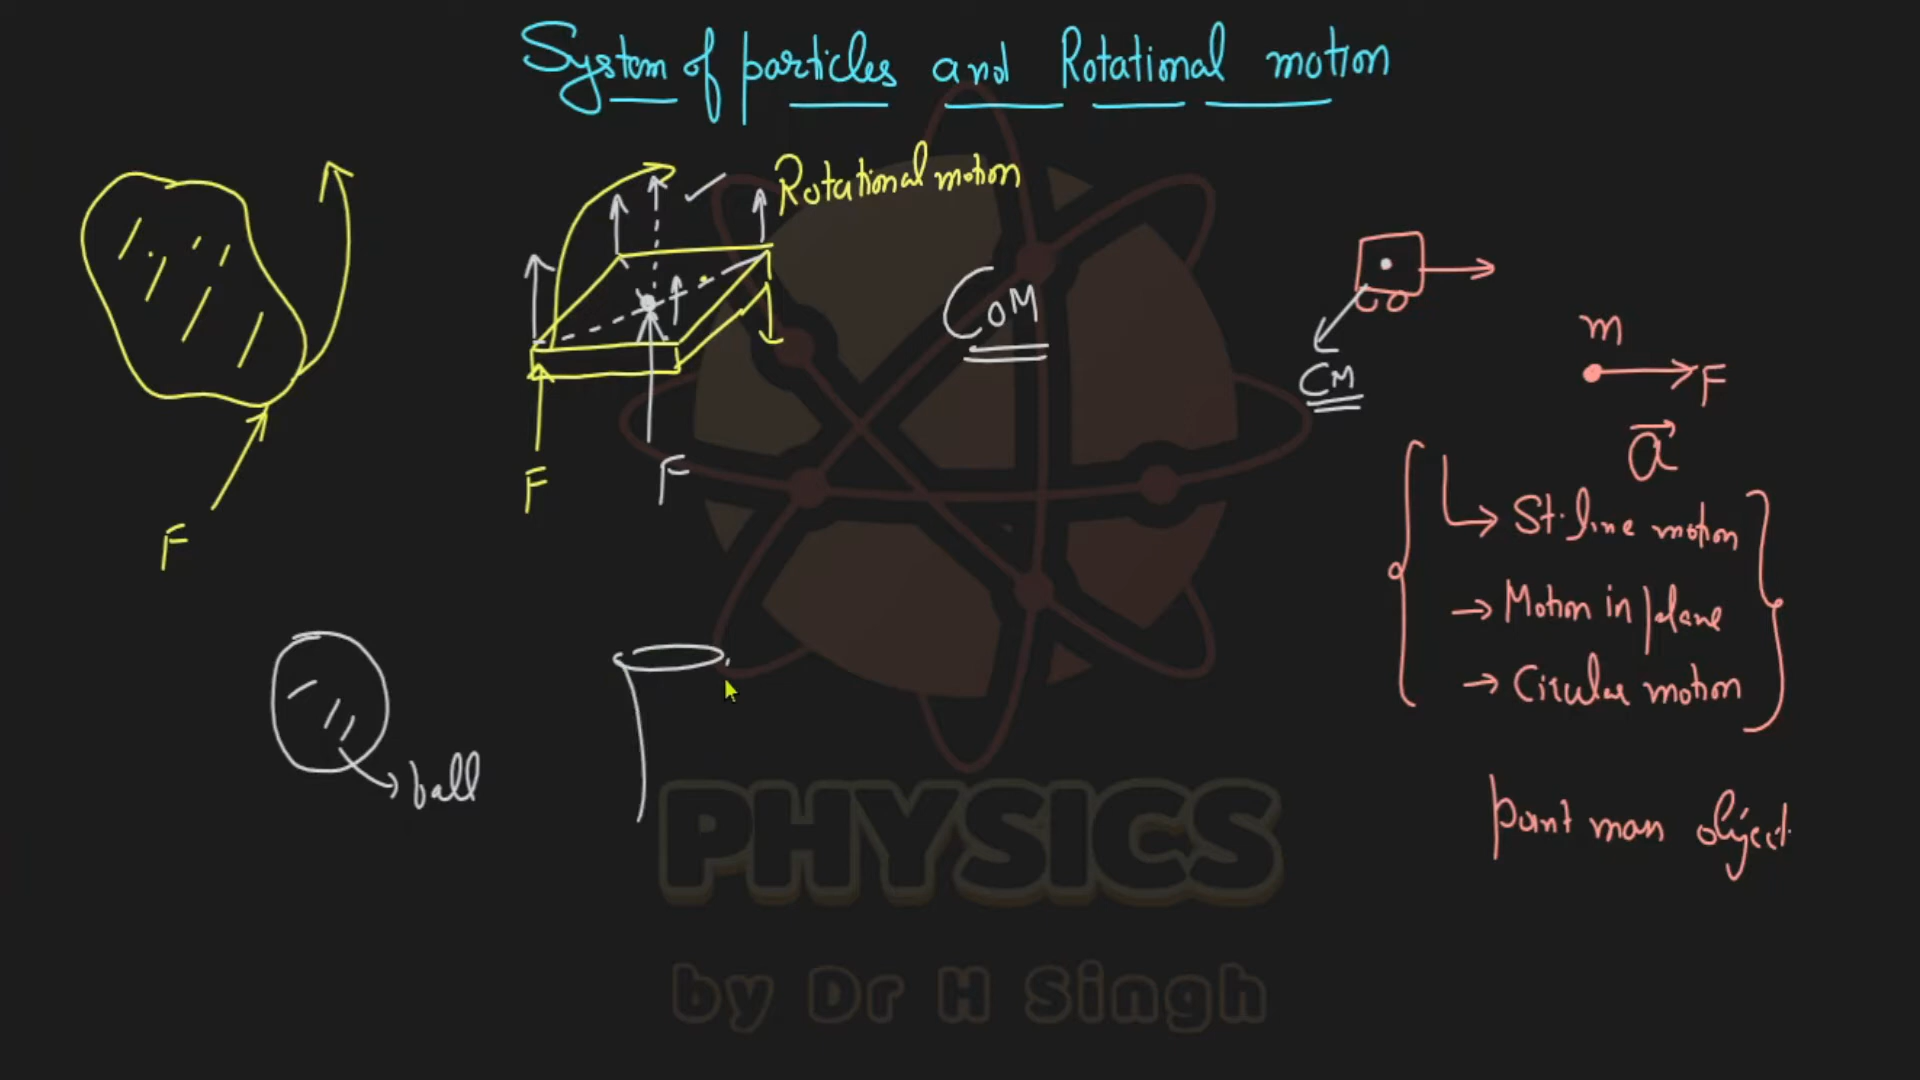 System of particles and Rotational motion
Rotational motion
COM
CM
m
F
a
F
F
F
St. line motion
→ Motion in plane
→ Circular motion
ball
point mass object
PHYSICS
by Dr H Singh